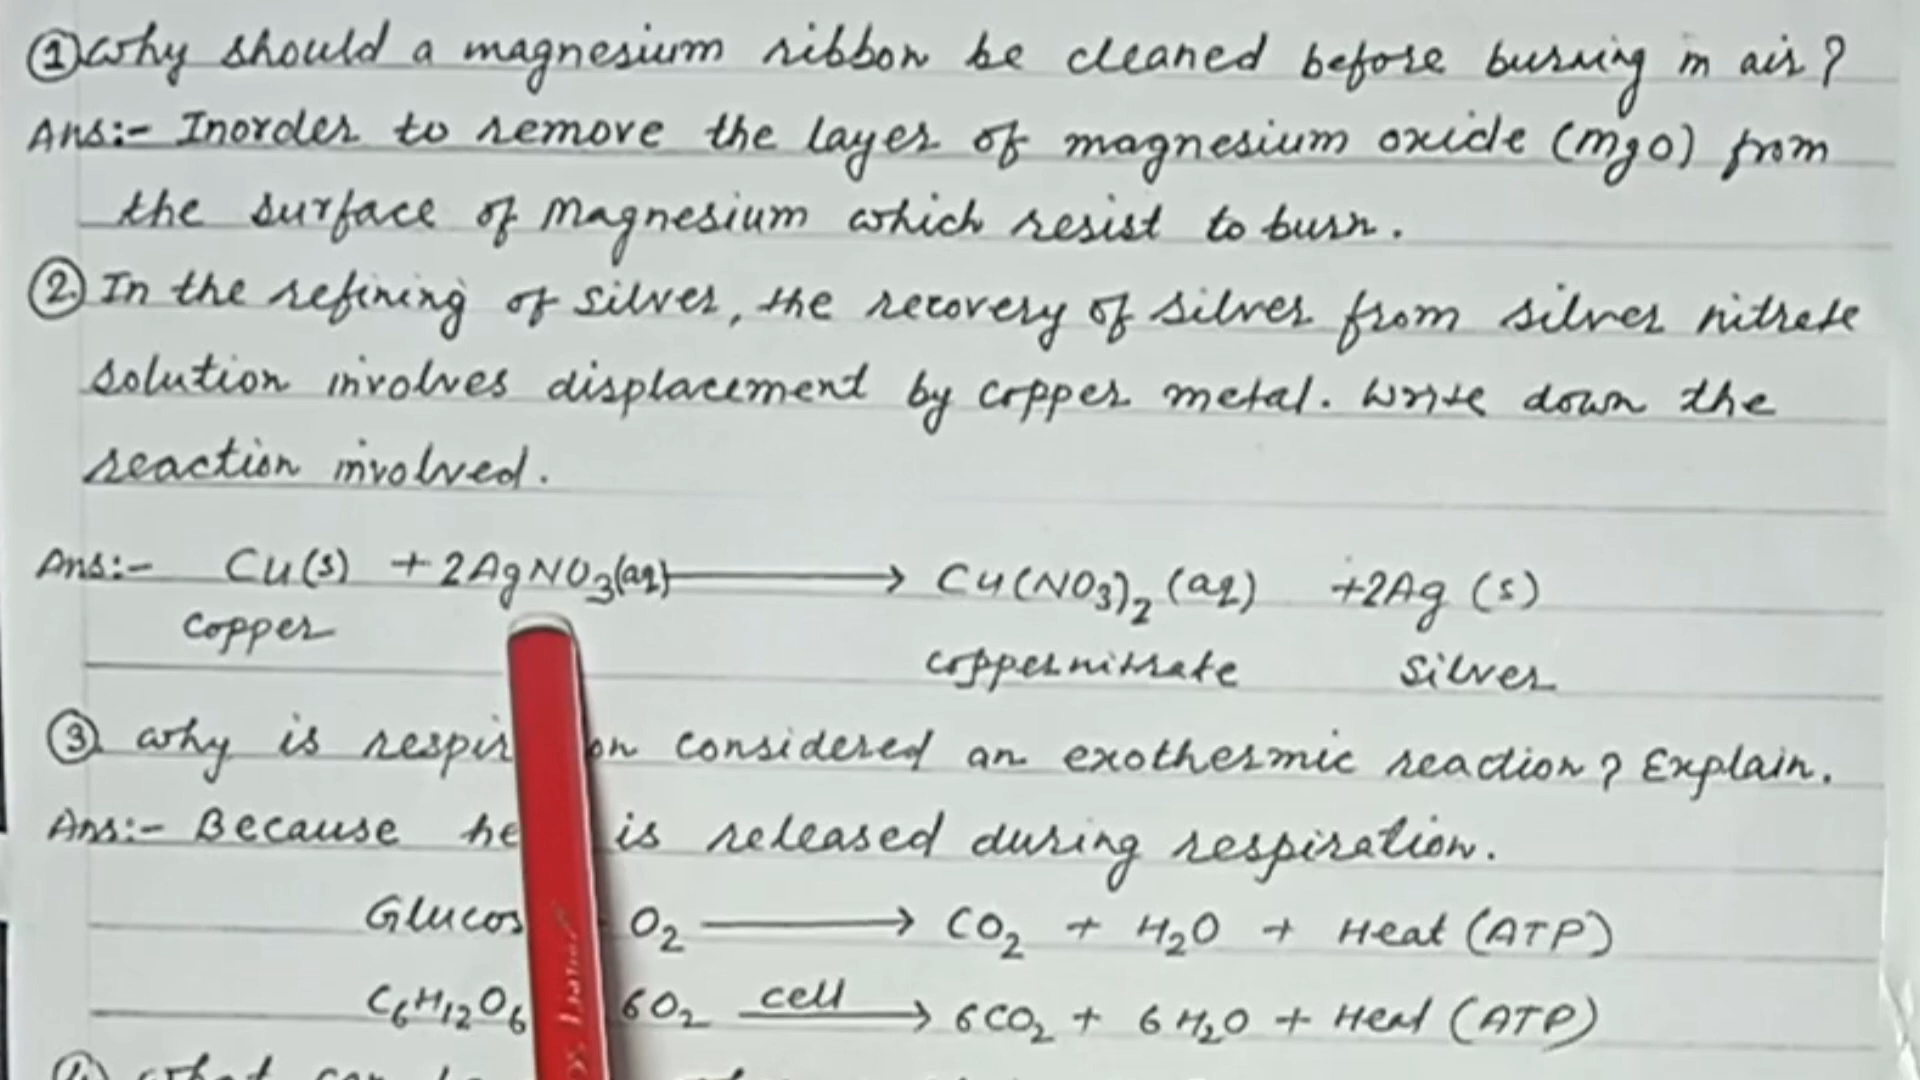 ① Why should a magnesium ribbon be cleaned before burning in air?
Ans:- Inorder to remove the layer of magnesium oxide (MgO) from
the surface of Magnesium which resist to burn.
② In the refining of silver, the recovery of silver from silver nitrate
solution involves displacement by copper metal. Write down the
reaction involved.
Ans:- Cu(s) + 2AgNO₃(aq) → Cu(NO₃)₂ (aq) + 2Ag (s)
copper coppernitrate silver
③ Why is respir on considered an exothermic reaction? Explain.
Ans:- Because he is released during respiration.
Glucos O₂ → CO₂ + H₂O + Heat (ATP)
C₆H₁₂O₆ 6O₂ cell → 6CO₂ + 6H₂O + Heat (ATP)
④ What can